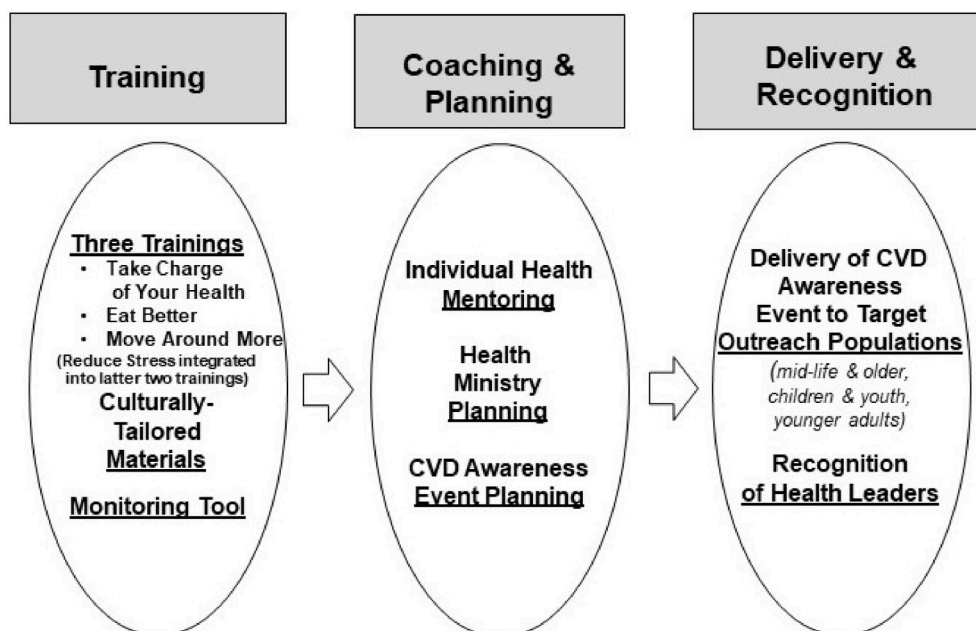 Training
Three Trainings
• Take Charge
of Your Health
• Eat Better
• Move Around More
(Reduce Stress integrated
into latter two trainings)
Culturally-
Tailored
Materials
Monitoring Tool
Coaching &
Planning
Individual Health
Mentoring
Health
Ministry
Planning
CVD Awareness
Event Planning
Delivery &
Recognition
Delivery of CVD
Awareness
Event to Target
Outreach Populations
(mid-life & older,
children & youth,
younger adults)
Recognition
of Health Leaders